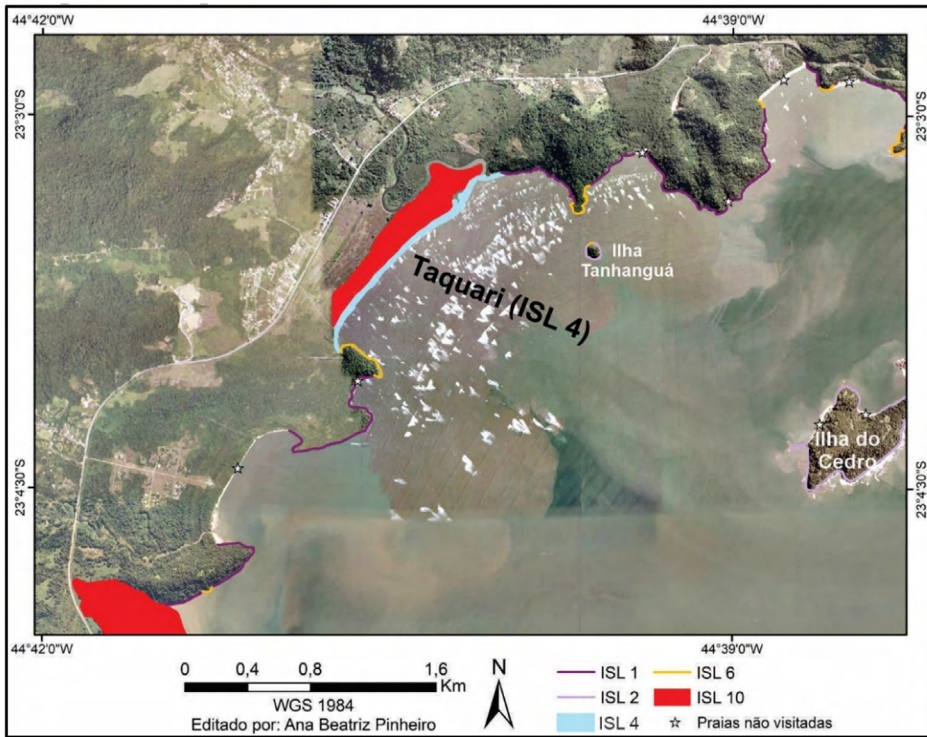 44°42'0"W
44°39'0"W
23°3'0"S
23°3'0"S
Ilha
Tanhanguá
Taquari (ISL 4)
Ilha do
Cedro
23°4'30"S
23°4'30"S
44°42'0"W
44°39'0"W
0 0,4 0,8 1,6
Km
WGS 1984
Editado por: Ana Beatriz Pinheiro
N
ISL 1
ISL 2
ISL 4
ISL 6
ISL 10
Praias não visitadas